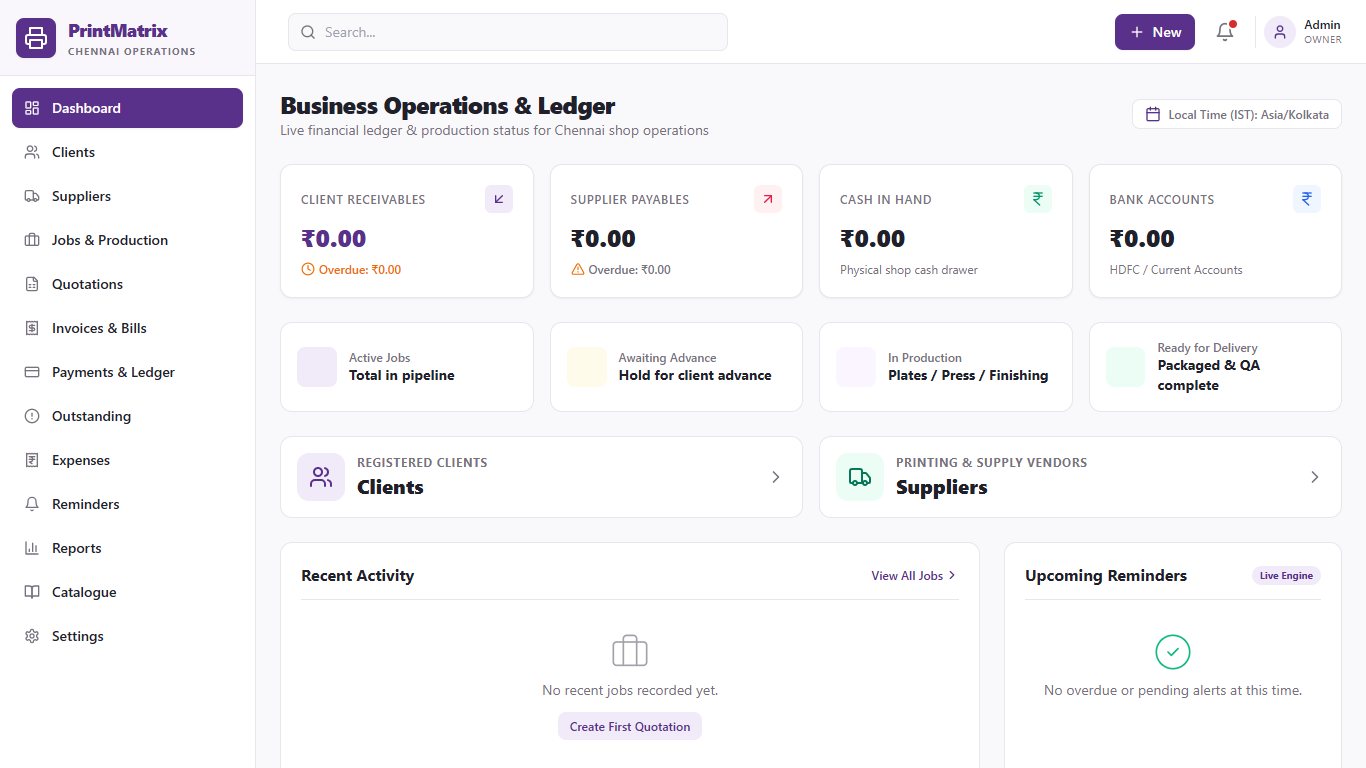 PrintMatrix
CHENNAI OPERATIONS
Search...
New
Admin
OWNER
Dashboard
Clients
Suppliers
Jobs & Production
Quotations
Invoices & Bills
Payments & Ledger
Outstanding
Expenses
Reminders
Reports
Catalogue
Settings
Business Operations & Ledger
Live financial ledger & production status for Chennai shop operations
Local Time (IST): Asia/Kolkata
CLIENT RECEIVABLES
₹0.00
Overdue: ₹0.00
SUPPLIER PAYABLES
₹0.00
Overdue: ₹0.00
CASH IN HAND
₹
₹0.00
Physical shop cash drawer
BANK ACCOUNTS
₹
₹0.00
HDFC / Current Accounts
Active Jobs
Total in pipeline
Awaiting Advance
Hold for client advance
In Production
Plates / Press / Finishing
Ready for Delivery
Packaged & QA
complete
REGISTERED CLIENTS
Clients
PRINTING & SUPPLY VENDORS
Suppliers
Recent Activity
View All Jobs
No recent jobs recorded yet.
Create First Quotation
Upcoming Reminders
Live Engine
No overdue or pending alerts at this time.